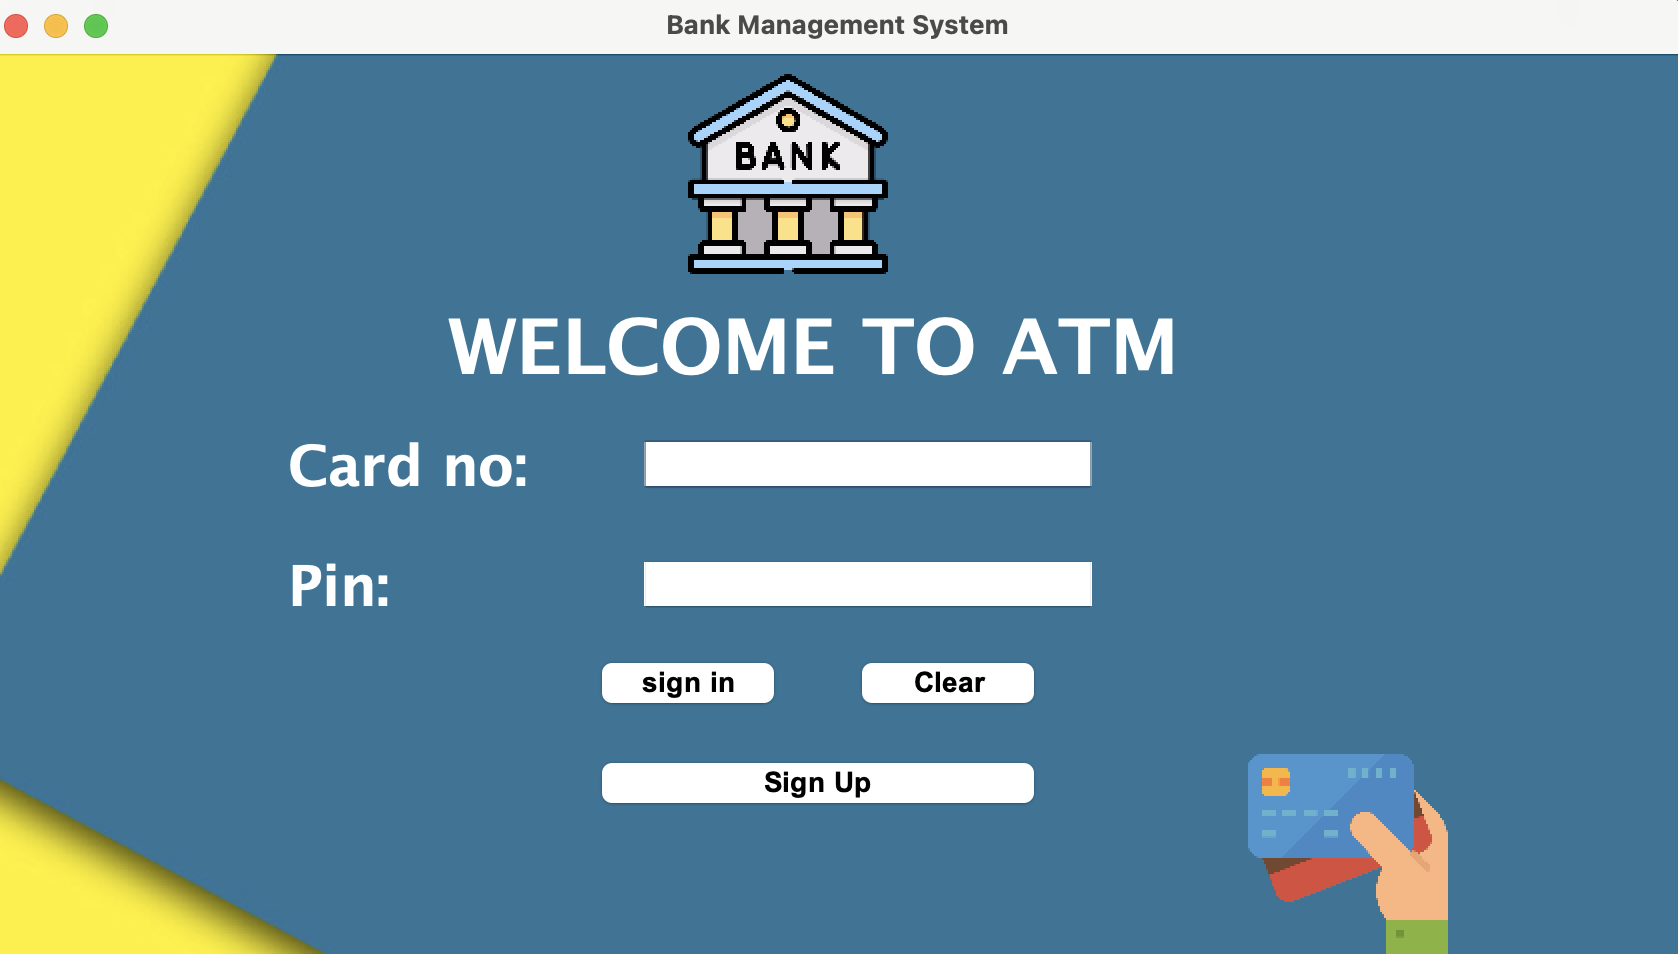 Bank Management System
BANK
WELCOME TO ATM
Card no:
Pin:
sign in Clear
Sign Up